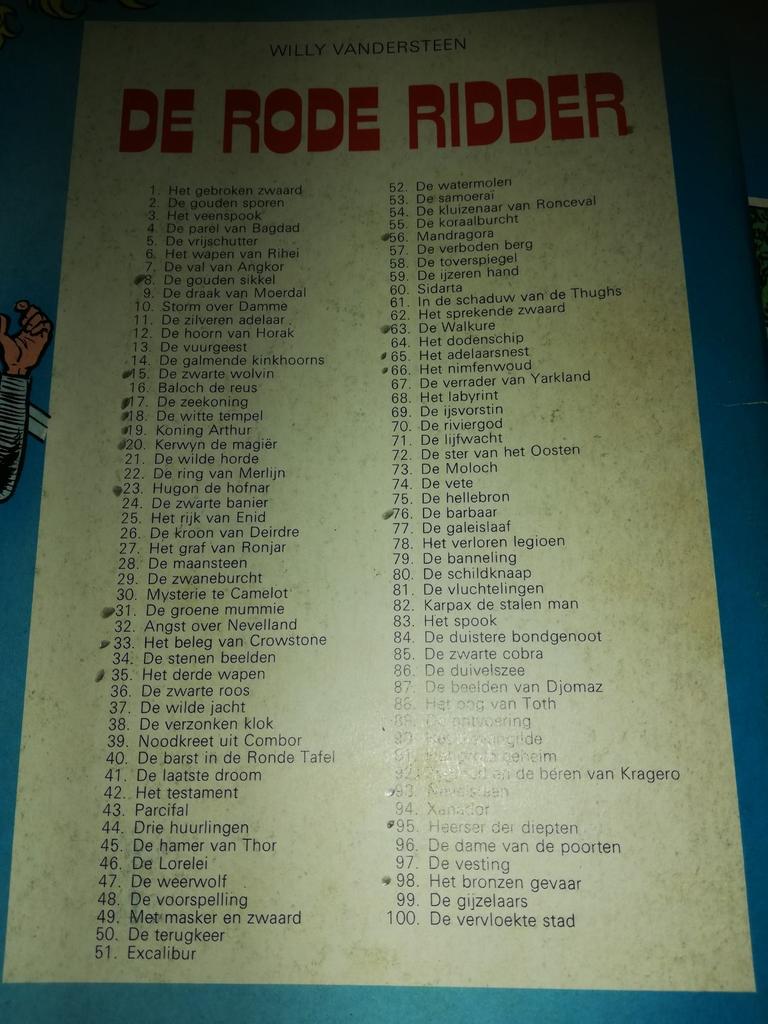 WILLY VANDERSTEEN
DE RODE RIDDER
1. Het gebroken zwaard
2. De gouden sporen
3. Het veenspook
4. De parel van Bagdad
5. De vrijschutter
6. Het wapen van Rihei
7. De val van Angkor
8. De gouden sikkel
9. De draak van Moerdal
10. Storm over Damme
11. De zilveren adelaar
12. De hoorn van Horak
13. De vuurgeest
14. De galmende kinkhoorns
15. De zwarte wolvin
16. Baloch de reus
17. De zeekoning
18. De witte tempel
19. Koning Arthur
20. Kerwyn de magiër
21. De wilde horde
22. De ring van Merlijn
23. Hugon de hofnar
24. De zwarte banier
25. Het rijk van Enid
26. De kroon van Deirdre
27. Het graf van Ronjar
28. De maansteen
29. De zwaneburcht
30. Mysterie te Camelot
31. De groene mummie
32. Angst over Nevelland
33. Het beleg van Crowstone
34. De stenen beelden
35. Het derde wapen
36. De zwarte roos
37. De wilde jacht
38. De verzonken klok
39. Noodkreet uit Combor
40. De barst in de Ronde Tafel
41. De laatste droom
42. Het testament
43. Parcifal
44. Drie huurlingen
45. De hamer van Thor
46. De Lorelei
47. De weerwolf
48. De voorspelling
49. Met masker en zwaard
50. De terugkeer
51. Excalibur
52. De watermolen
53. De samoeraï
54. De kluizenaar van Ronceval
55. De koraalburcht
56. Mandragora
57. De verboden berg
58. De toverspiegel
59. De ijzeren hand
60. Sidarta
61. In de schaduw van de Thughs
62. Het sprekende zwaard
63. De Walkure
64. Het dodenschip
65. Het adelaarsnest
66. Het nimfenwoud
67. De verrader van Yarkland
68. Het labyrint
69. De ijsvorstin
70. De riviergod
71. De lijfwacht
72. De ster van het Oosten
73. De Moloch
74. De vete
75. De hellebron
76. De barbaar
77. De galeislaaf
78. Het verloren legioen
79. De banneling
80. De schildknaap
81. De vluchtelingen
82. Karpax de stalen man
83. Het spook
84. De duistere bondgenoot
85. De zwarte cobra
86. De duivelszee
87. De beelden van Djomaz
88. Het oog van Toth
89. De ontvoering
90.
91. geheim
92. en de beren van Kragero
93.
94. Xanador
95. Heerser der diepten
96. De dame van de poorten
97. De vesting
98. Het bronzen gevaar
99. De gijzelaars
100. De vervloekte stad